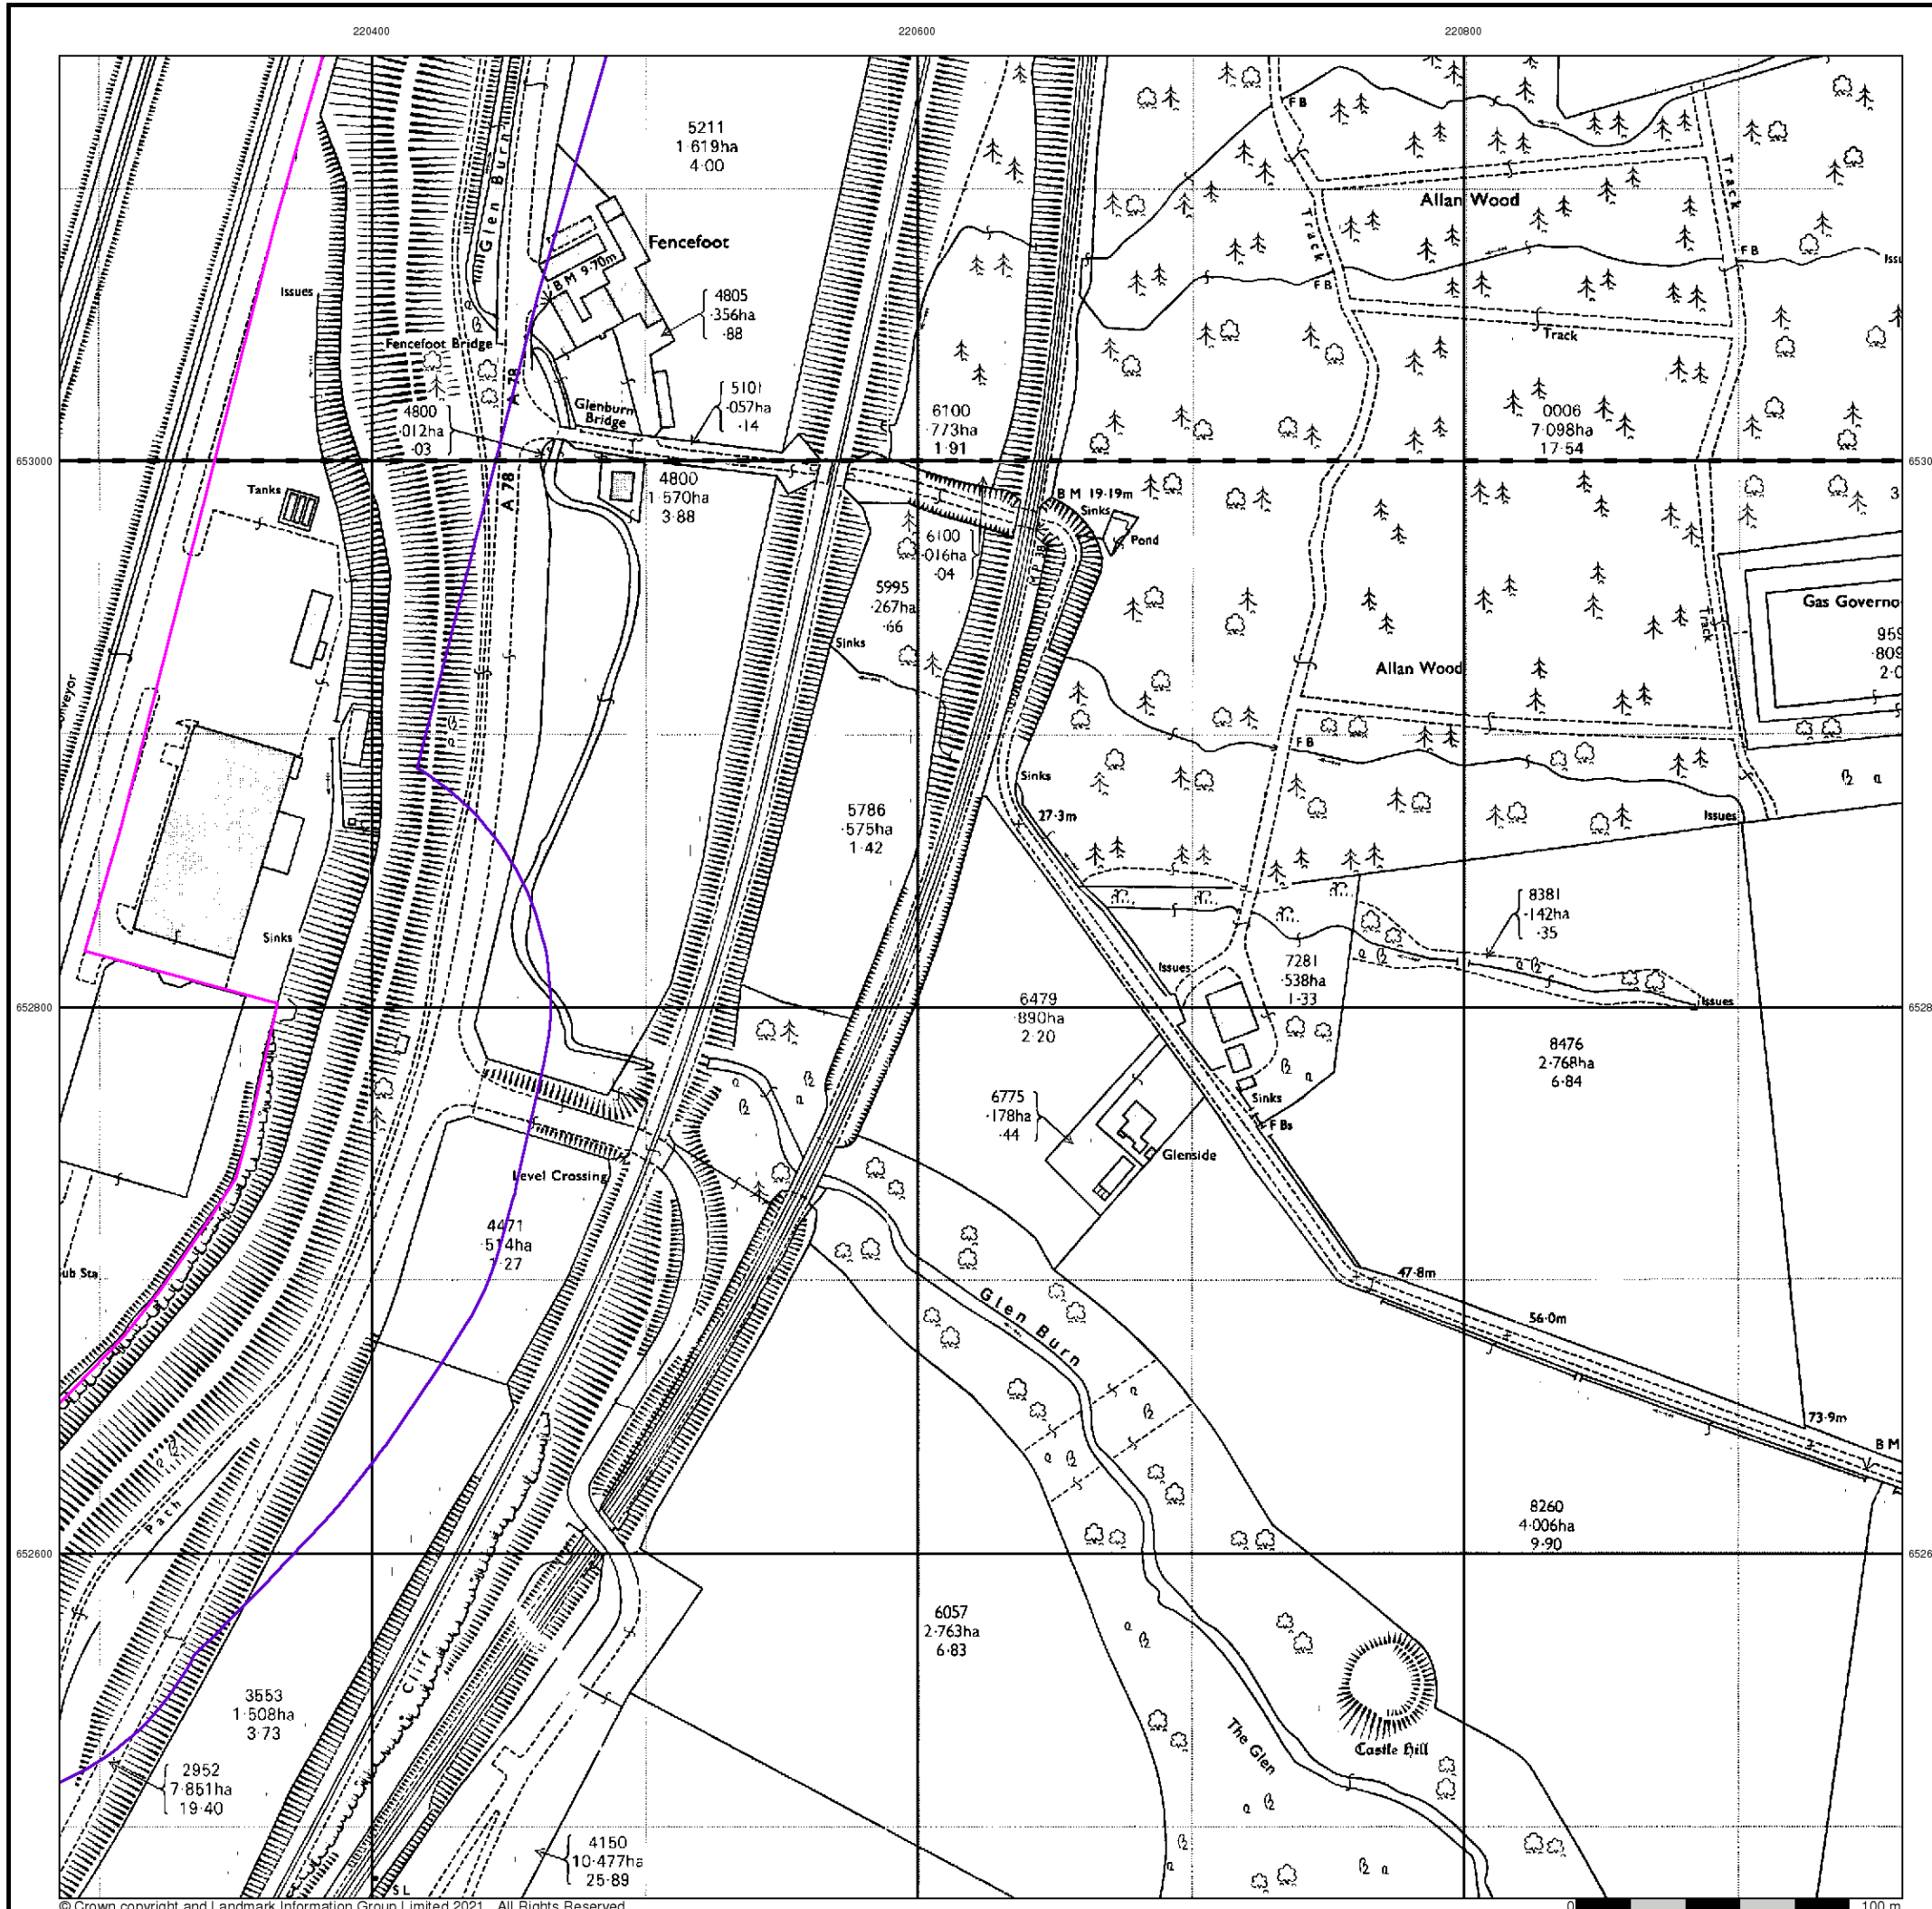 220400
220600
220800
5211
1·619ha
4·00
Glen Burn
Fencefoot
B M 9·70m
Issues
4805
·356ha
·88
Fencefoot Bridge
A 78
Glenburn
Bridge
5101
·057ha
·14
4800
·012ha
·03
F B
Track
Allan Wood
Track
F B
F B
Track
6100
·773ha
1·91
0006
7·098ha
17·54
653000
Tanks
A 78
4800
1·570ha
3·88
B M 19·19m
Sinks
Pond
6100
·016ha
·04
M P 38
5995
·267ha
·66
Sinks
Track
Gas Governo
Allan Wood
F B
Sinks
27·3m
Issues
5786
·575ha
1·42
Sinks
8381
·142ha
·35
Issues
7281
·538ha
1·33
Issues
652800
6479
·890ha
2·20
8476
2·768ha
6·84
6775
·178ha
·44
Sinks
F Bs
Glenside
Level Crossing
4471
·514ha
1·27
ub Sta
47·8m
Glen Burn
56·0m
73·9m
B M
Path
8260
4·006ha
9·90
652600
6057
2·763ha
6·83
Cliff
3553
1·508ha
3·73
The Glen
Castle Hill
2952
7·851ha
19·40
4150
10·477ha
25·89
S L
© Crown copyright and Landmark Information Group Limited 2021. All Rights Reserved.
0
100 m